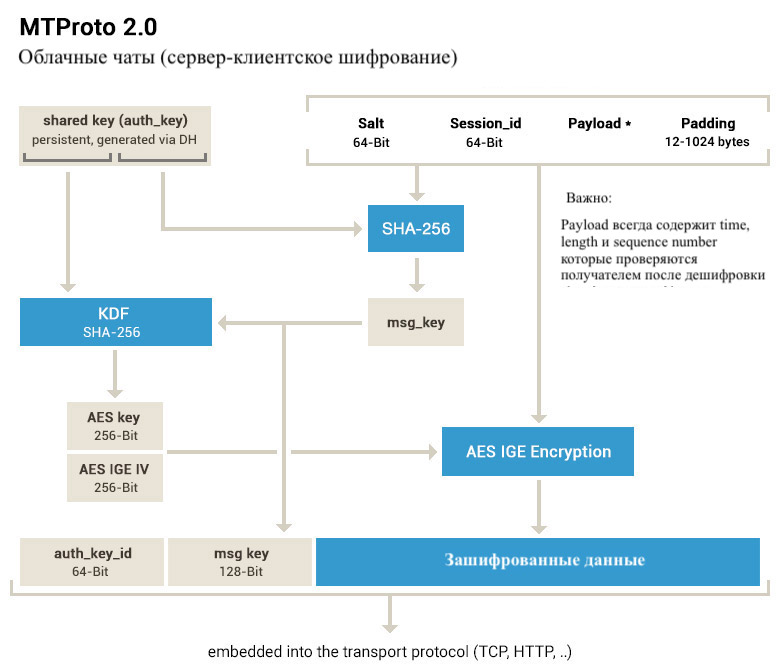 MTProto 2.0
Облачные чаты (сервер-клиентское шифрование)
shared key (auth_key)
persistent, generated via DH
Salt
64-Bit
Session_id
64-Bit
Payload *
Padding
12-1024 bytes
Важно:
Payload всегда содержит time,
length и sequence number
которые проверяются
получателем после дешифровки
SHA-256
KDF
SHA-256
msg_key
AES key
256-Bit
AES IGE IV
256-Bit
AES IGE Encryption
auth_key_id
64-Bit
msg key
128-Bit
Зашифрованные данные
embedded into the transport protocol (TCP, HTTP, ..)